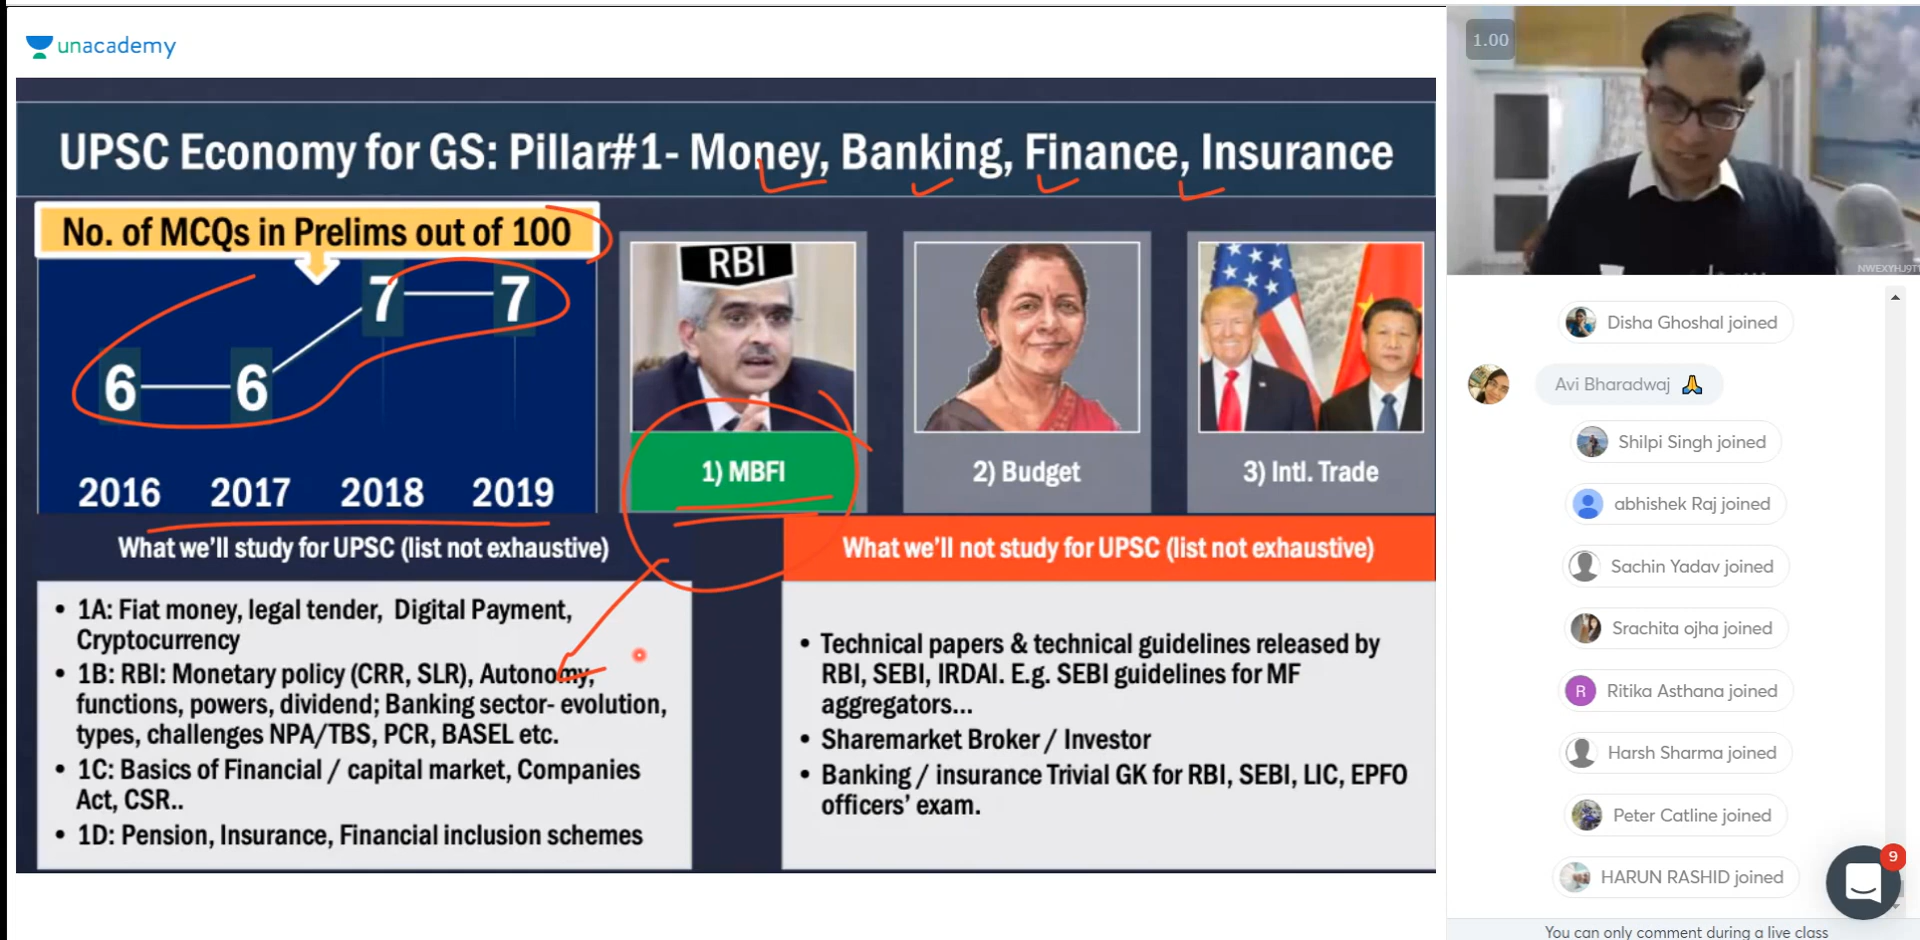 unacademy
UPSC Economy for GS: Pillar#1- Money, Banking, Finance, Insurance
No. of MCQs in Prelims out of 100
6 6 7 7
2016 2017 2018 2019
RBI
1) MBFI
2) Budget
3) Intl. Trade
What we'll study for UPSC (list not exhaustive)
• 1A: Fiat money, legal tender, Digital Payment,
Cryptocurrency
• 1B: RBI: Monetary policy (CRR, SLR), Autonomy,
functions, powers, dividend; Banking sector- evolution,
types, challenges NPA/TBS, PCR, BASEL etc.
• 1C: Basics of Financial / capital market, Companies
Act, CSR..
• 1D: Pension, Insurance, Financial inclusion schemes
What we'll not study for UPSC (list not exhaustive)
• Technical papers & technical guidelines released by
RBI, SEBI, IRDAI. E.g. SEBI guidelines for MF
aggregators...
• Sharemarket Broker / Investor
• Banking / insurance Trivial GK for RBI, SEBI, LIC, EPFO
officers' exam.
1.00
Disha Ghoshal joined
Avi Bharadwaj 🙏
Shilpi Singh joined
abhishek Raj joined
Sachin Yadav joined
Srachita ojha joined
R Ritika Asthana joined
Harsh Sharma joined
Peter Catline joined
HARUN RASHID joined
9
You can only comment during a live class